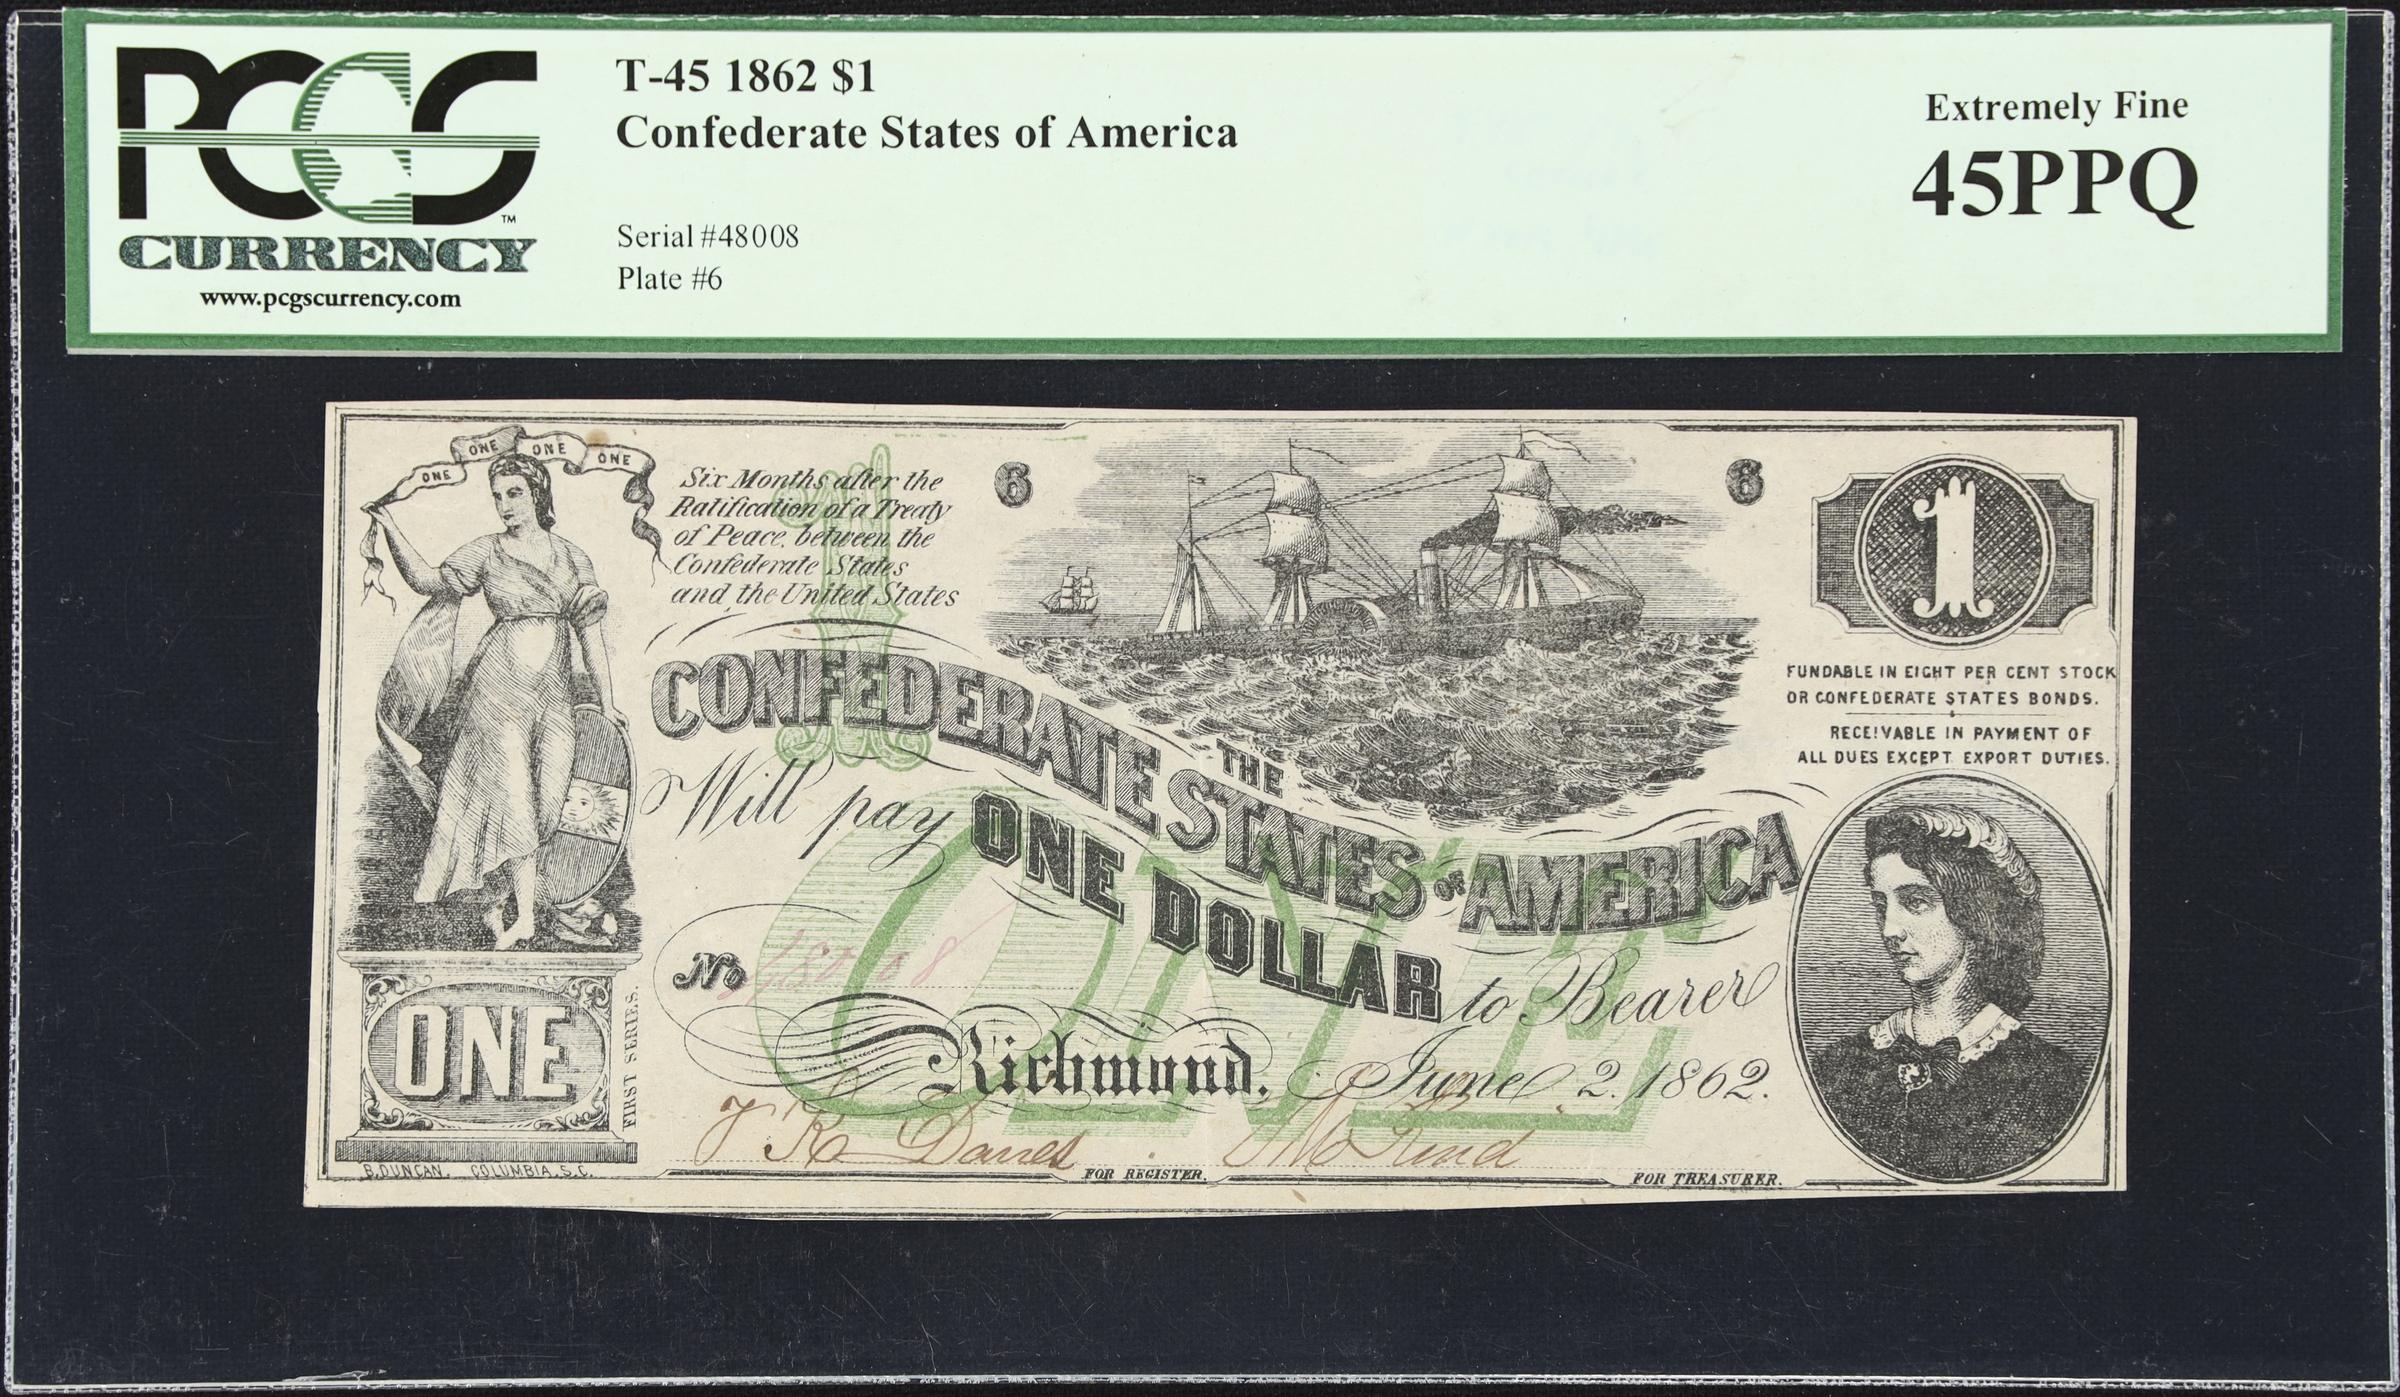 PCGS
TM
CURRENCY
www.pcgscurrency.com
T-45 1862 $1
Confederate States of America
Serial #48008
Plate #6
Extremely Fine
45PPQ
ONE ONE ONE ONE
Six Months after the
Ratification of a Treaty
of Peace, between the
Confederate States
and the United States
1
6
6
1
FUNDABLE IN EIGHT PER CENT STOCK
OR CONFEDERATE STATES BONDS.
RECEIVABLE IN PAYMENT OF
ALL DUES EXCEPT EXPORT DUTIES.
THE
CONFEDERATE STATES OF AMERICA
Will pay ONE DOLLAR to Bearer
ONE
No 48008
Richmond, June 2. 1862.
ONE
FIRST SERIES.
B. DUNCAN. COLUMBIA, S.C.
FOR REGISTER.
FOR TREASURER.